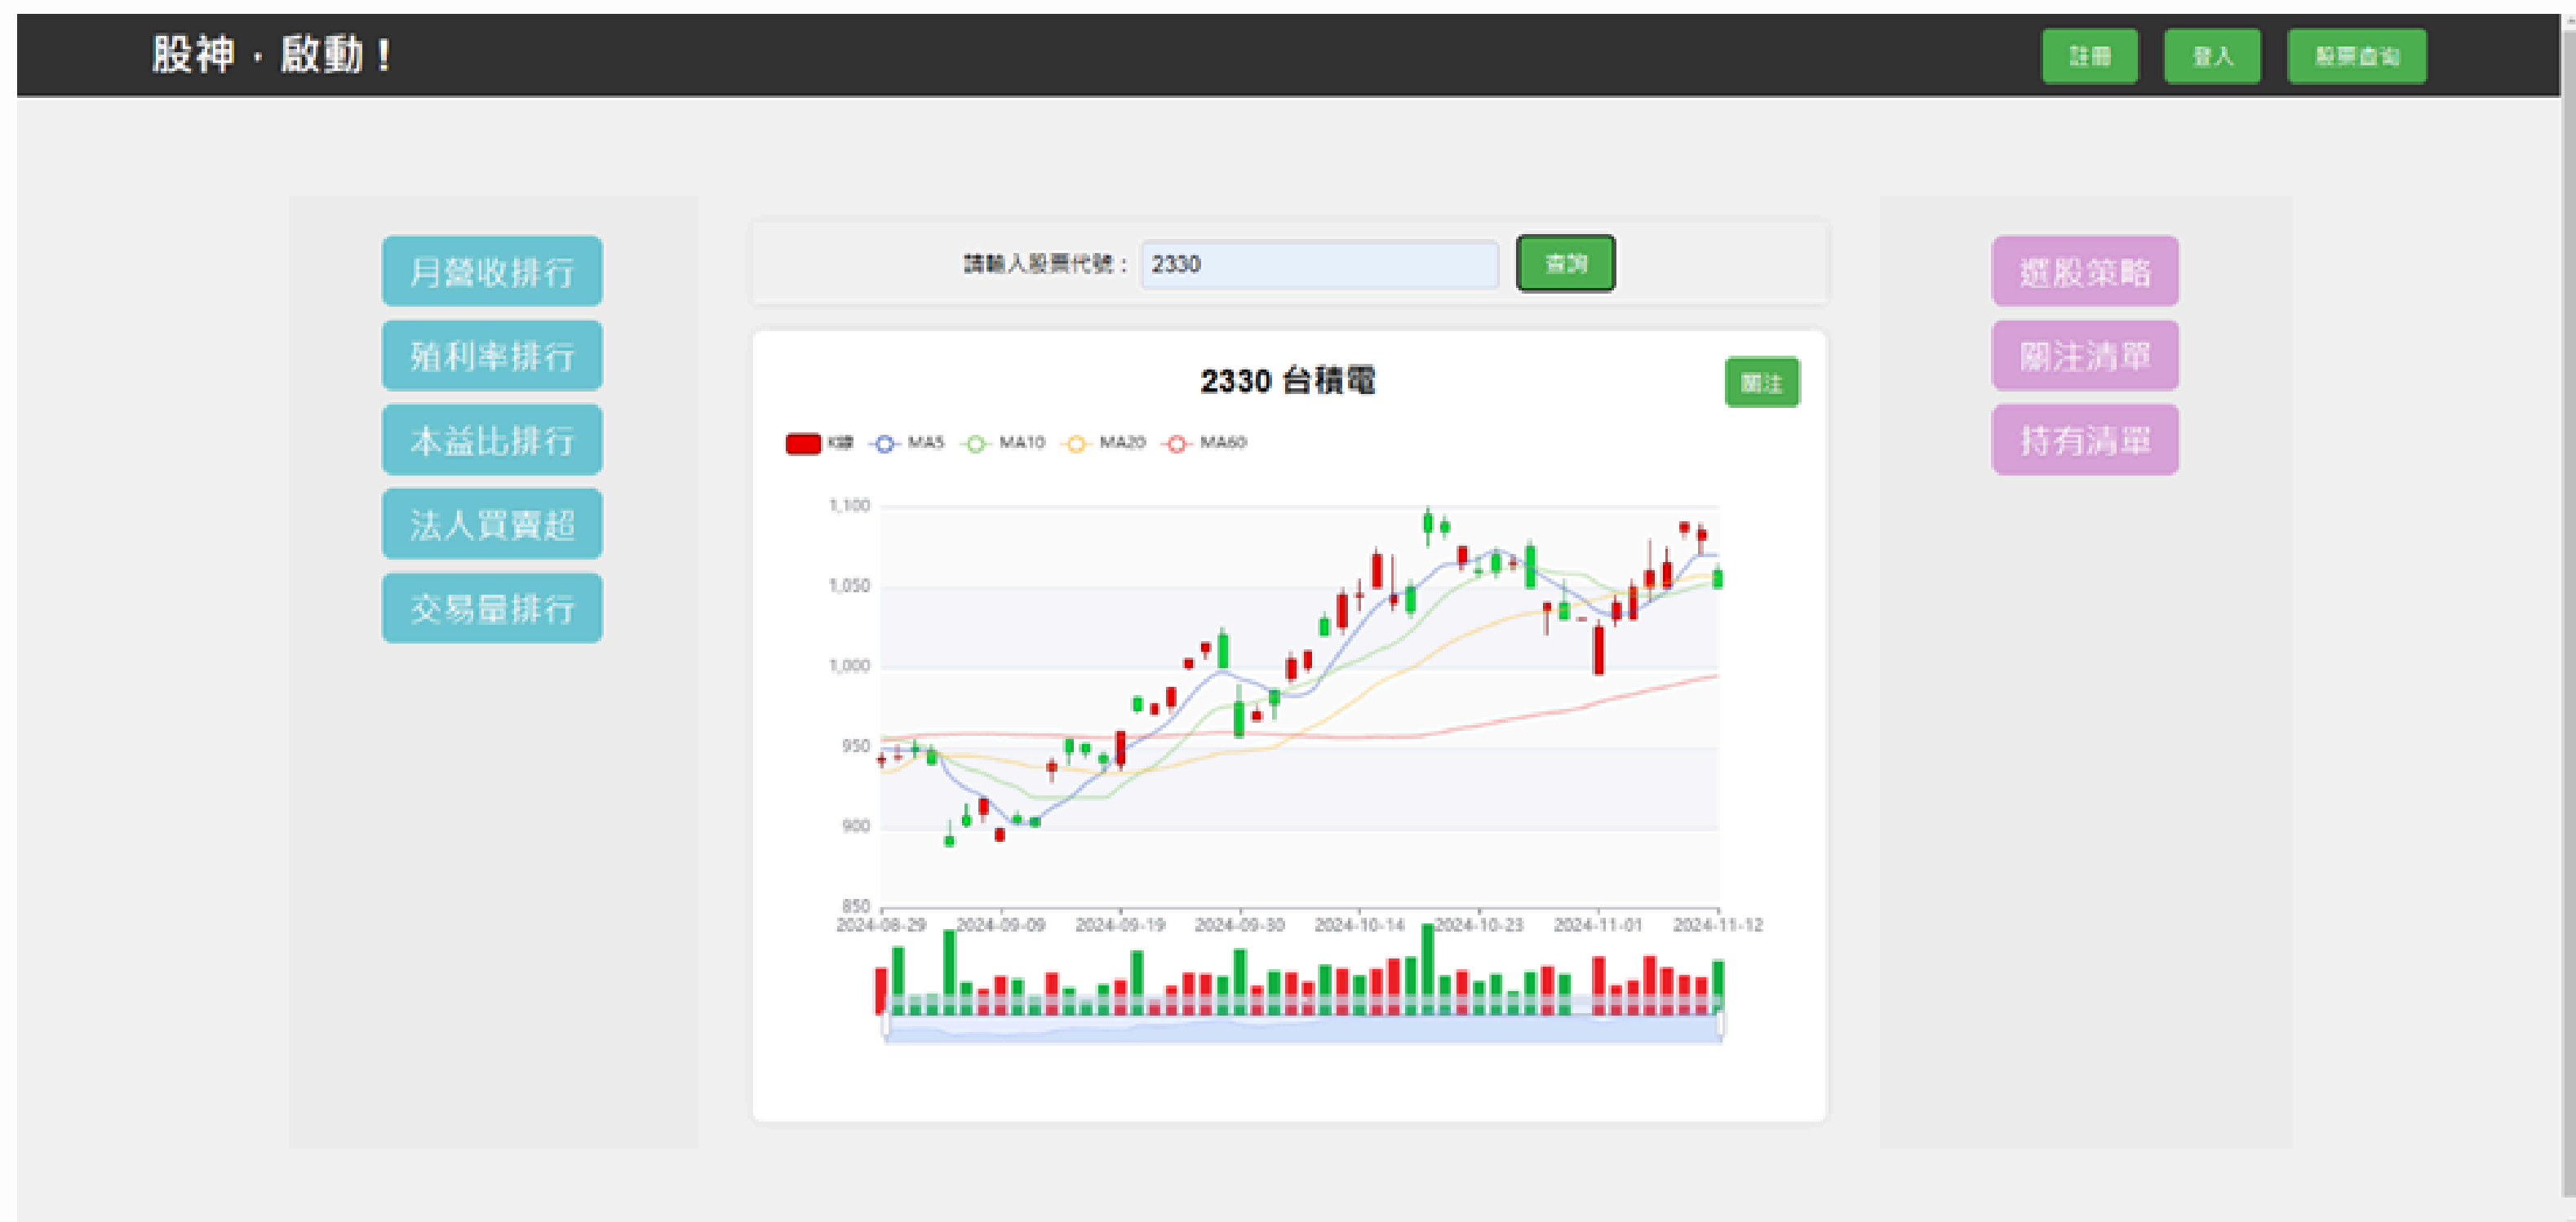 股神．啟動！
註冊 登入 股票查詢
月營收排行
殖利率排行
本益比排行
法人買賣超
交易量排行
請輸入股票代號： 2330 查詢
2330 台積電
關注
K線 MA5 MA10 MA20 MA60
1,100
1,050
1,000
950
900
850
2024-08-29 2024-09-09 2024-09-19 2024-09-30 2024-10-14 2024-10-23 2024-11-01 2024-11-12
選股策略
關注清單
持有清單